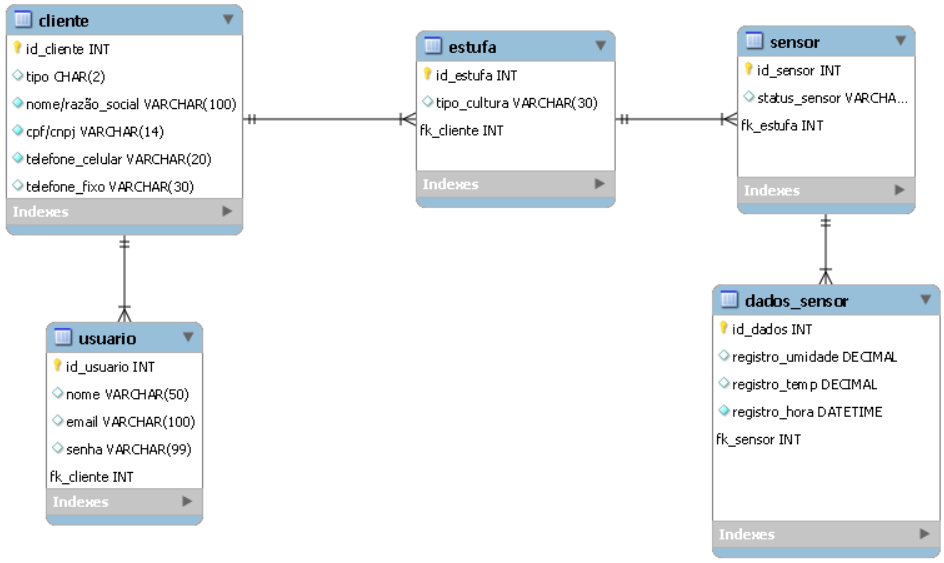 cliente
id_cliente INT
tipo CHAR(2)
nome/razão_social VARCHAR(100)
cpf/cnpj VARCHAR(14)
telefone_celular VARCHAR(20)
telefone_fixo VARCHAR(30)
Indexes
estufa
id_estufa INT
tipo_cultura VARCHAR(30)
fk_cliente INT
Indexes
sensor
id_sensor INT
status_sensor VARCHA...
fk_estufa INT
Indexes
usuario
id_usuario INT
nome VARCHAR(50)
email VARCHAR(100)
senha VARCHAR(99)
fk_cliente INT
Indexes
dados_sensor
id_dados INT
registro_umidade DECIMAL
registro_temp DECIMAL
registro_hora DATETIME
fk_sensor INT
Indexes